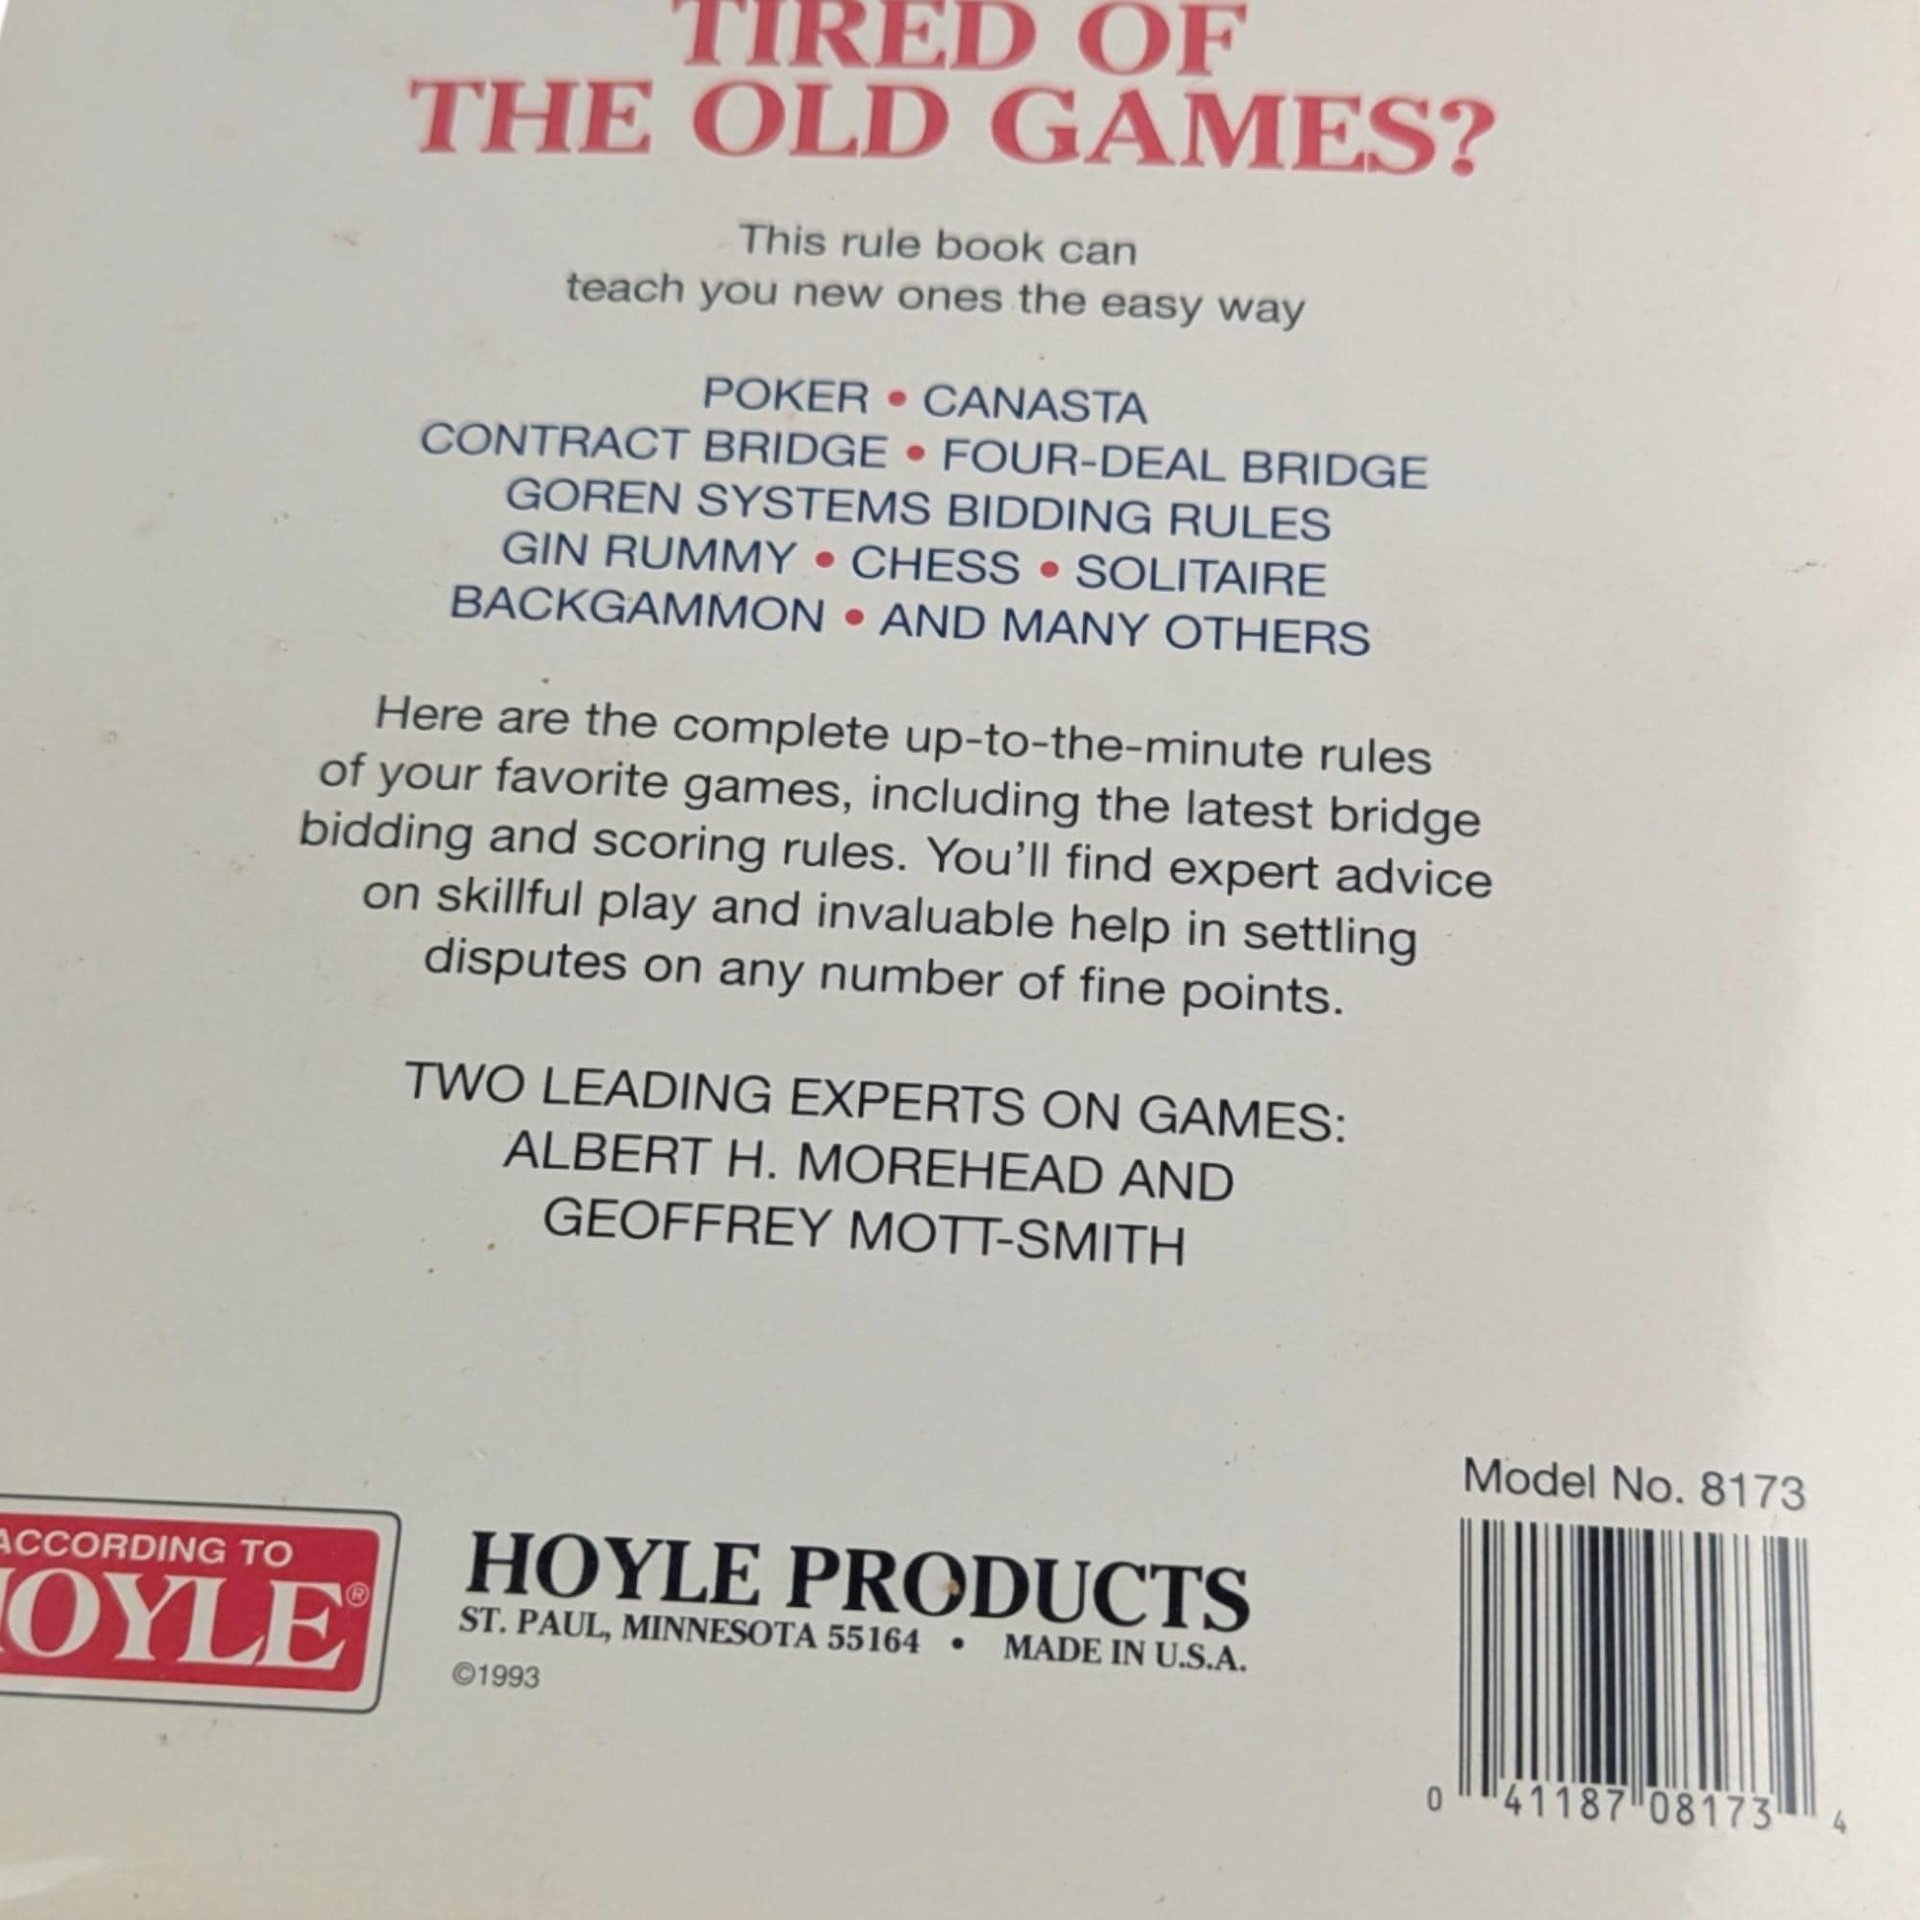 TIRED OF
THE OLD GAMES?
This rule book can
teach you new ones the easy way
POKER • CANASTA
CONTRACT BRIDGE • FOUR-DEAL BRIDGE
GOREN SYSTEMS BIDDING RULES
GIN RUMMY • CHESS • SOLITAIRE
BACKGAMMON • AND MANY OTHERS
Here are the complete up-to-the-minute rules
of your favorite games, including the latest bridge
bidding and scoring rules. You'll find expert advice
on skillful play and invaluable help in settling
disputes on any number of fine points.
TWO LEADING EXPERTS ON GAMES:
ALBERT H. MOREHEAD AND
GEOFFREY MOTT-SMITH
ACCORDING TO
HOYLE®
HOYLE PRODUCTS
ST. PAUL, MINNESOTA 55164 • MADE IN U.S.A.
©1993
Model No. 8173
0 41187 08173 4